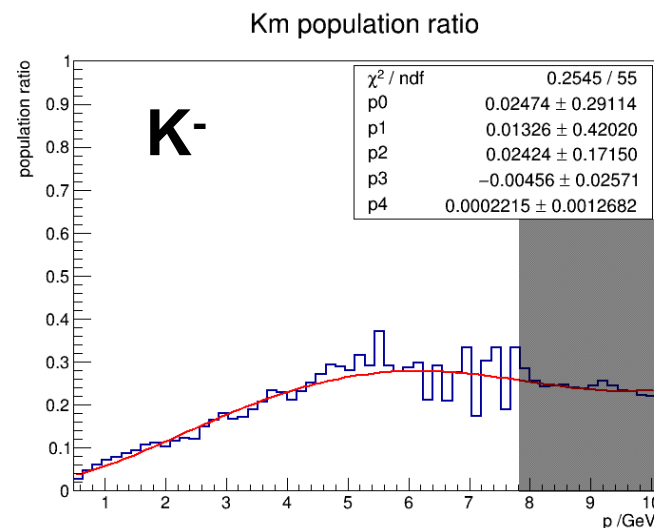 Km population ratio
population ratio
K-
χ² / ndf 0.2545 / 55
p0 0.02474 ± 0.29114
p1 0.01326 ± 0.42020
p2 0.02424 ± 0.17150
p3 −0.00456 ± 0.02571
p4 0.0002215 ± 0.0012682
1
0.9
0.8
0.7
0.6
0.5
0.4
0.3
0.2
0.1
0
1 2 3 4 5 6 7 8 9 10
p /GeV